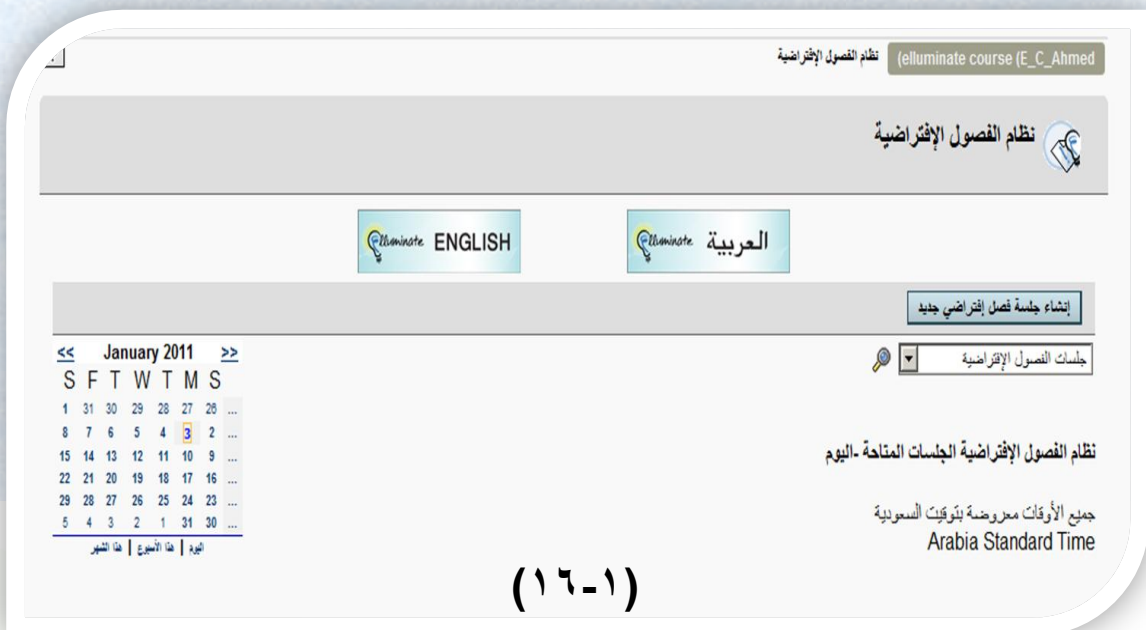 elluminate course (E_C_Ahmed) نظام الفصول الإفتراضية
نظام الفصول الإفتراضية
العربية elluminate
elluminate ENGLISH
إنشاء جلسة فصل إفتراضي جديد
جلسات الفصول الإفتراضية
<< January 2011 >>
S F T W T M S
1 31 30 29 28 27 26 ...
8 7 6 5 4 3 2 ...
15 14 13 12 11 10 9 ...
22 21 20 19 18 17 16 ...
29 28 27 26 25 24 23 ...
5 4 3 2 1 31 30 ...
اليوم | هذا الأسبوع | هذا الشهر
نظام الفصول الإفتراضية الجلسات المتاحة -اليوم
جميع الأوقات معروضة بتوقيت السعودية
Arabia Standard Time
(١-١٦)